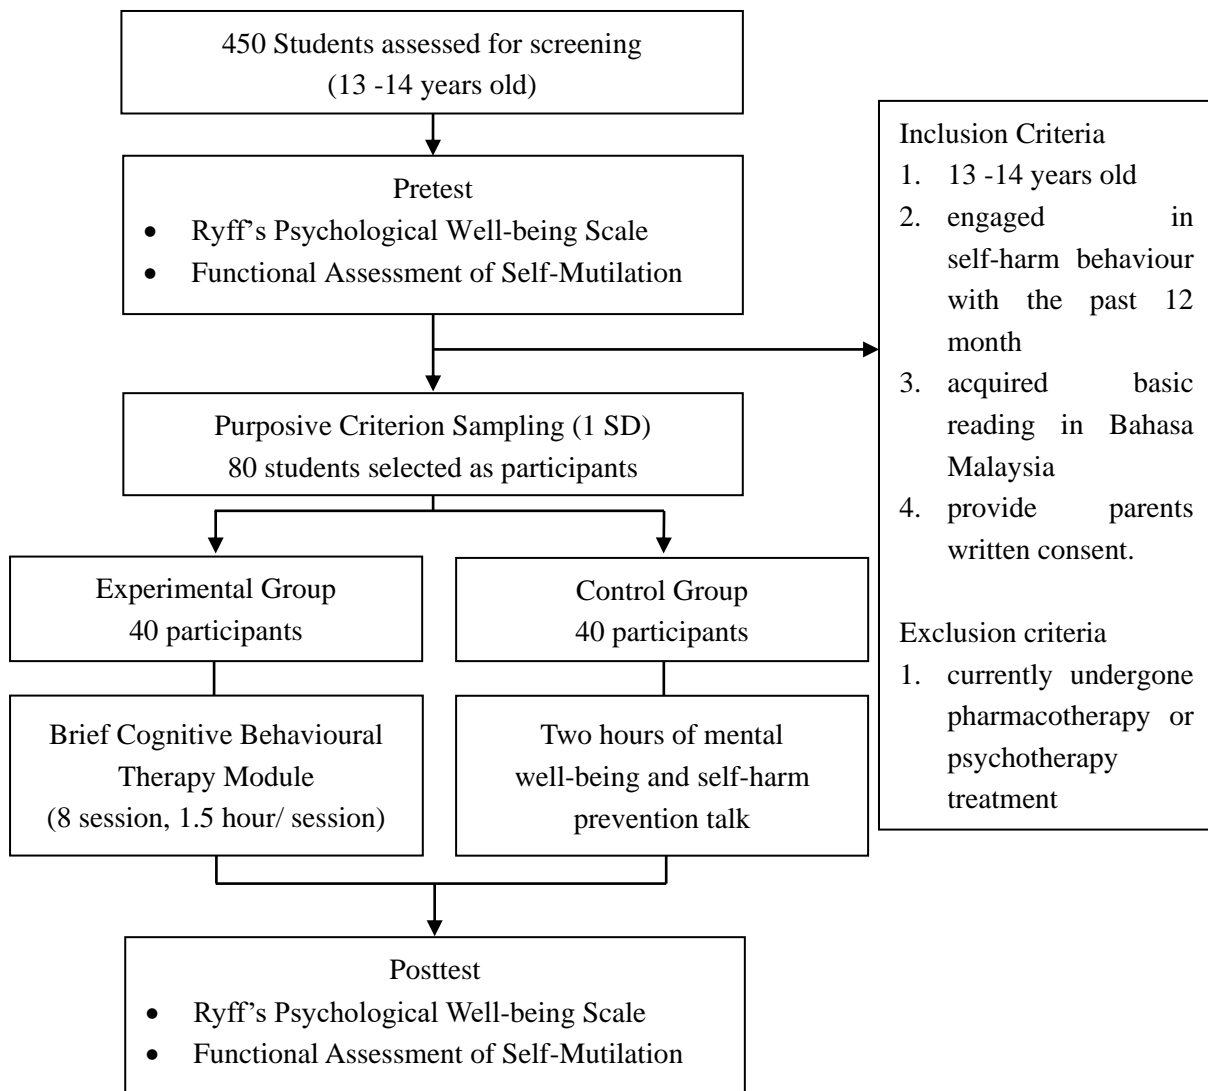 450 Students assessed for screening
(13 -14 years old)
Pretest
• Ryff’s Psychological Well-being Scale
• Functional Assessment of Self-Mutilation
Inclusion Criteria
1. 13 -14 years old
2. engaged in
self-harm behaviour
with the past 12
month
3. acquired basic
reading in Bahasa
Malaysia
4. provide parents
written consent.
Exclusion criteria
1. currently undergone
pharmacotherapy or
psychotherapy
treatment
Purposive Criterion Sampling (1 SD)
80 students selected as participants
Experimental Group
40 participants
Control Group
40 participants
Brief Cognitive Behavioural
Therapy Module
(8 session, 1.5 hour/ session)
Two hours of mental
well-being and self-harm
prevention talk
Posttest
• Ryff’s Psychological Well-being Scale
• Functional Assessment of Self-Mutilation